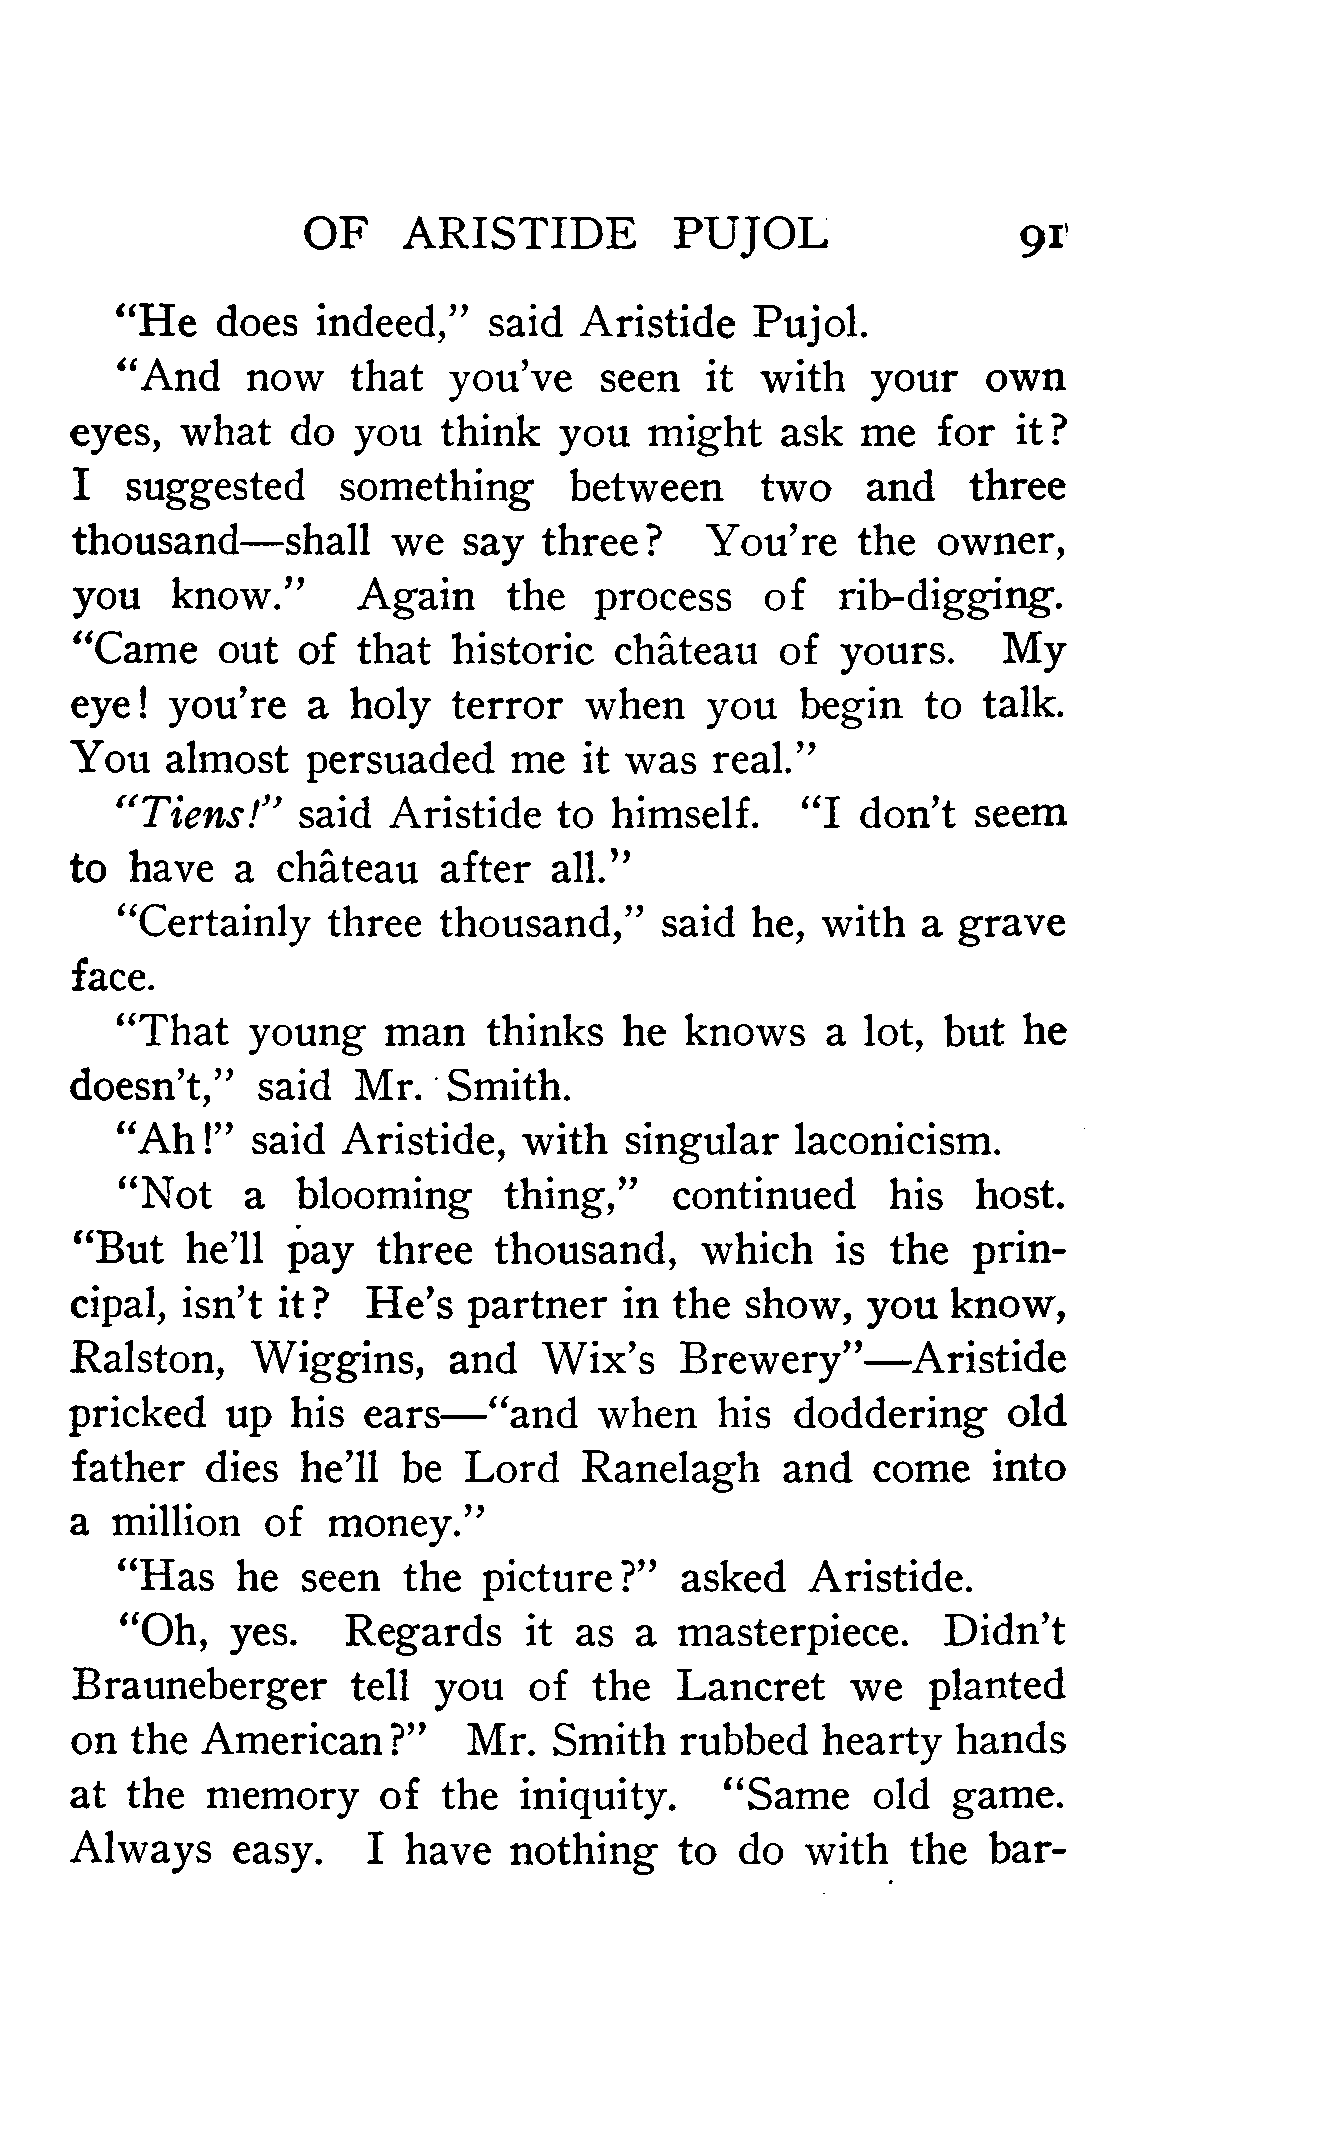 OF ARISTIDE PUJOL 91
“He does indeed,” said Aristide Pujol.
“And now that you’ve seen it with your own
eyes, what do you think you might ask me for it?
I suggested something between two and three
thousand—shall we say three? You’re the owner,
you know.” Again the process of rib-digging.
“Came out of that historic château of yours. My
eye! you’re a holy terror when you begin to talk.
You almost persuaded me it was real.”
“Tiens!” said Aristide to himself. “I don’t seem
to have a château after all.”
“Certainly three thousand,” said he, with a grave
face.
“That young man thinks he knows a lot, but he
doesn’t,” said Mr. Smith.
“Ah!” said Aristide, with singular laconicism.
“Not a blooming thing,” continued his host.
“But he’ll pay three thousand, which is the prin-
cipal, isn’t it? He’s partner in the show, you know,
Ralston, Wiggins, and Wix’s Brewery”—Aristide
pricked up his ears—“and when his doddering old
father dies he’ll be Lord Ranelagh and come into
a million of money.”
“Has he seen the picture?” asked Aristide.
“Oh, yes. Regards it as a masterpiece. Didn’t
Brauneberger tell you of the Lancret we planted
on the American?” Mr. Smith rubbed hearty hands
at the memory of the iniquity. “Same old game.
Always easy. I have nothing to do with the bar-